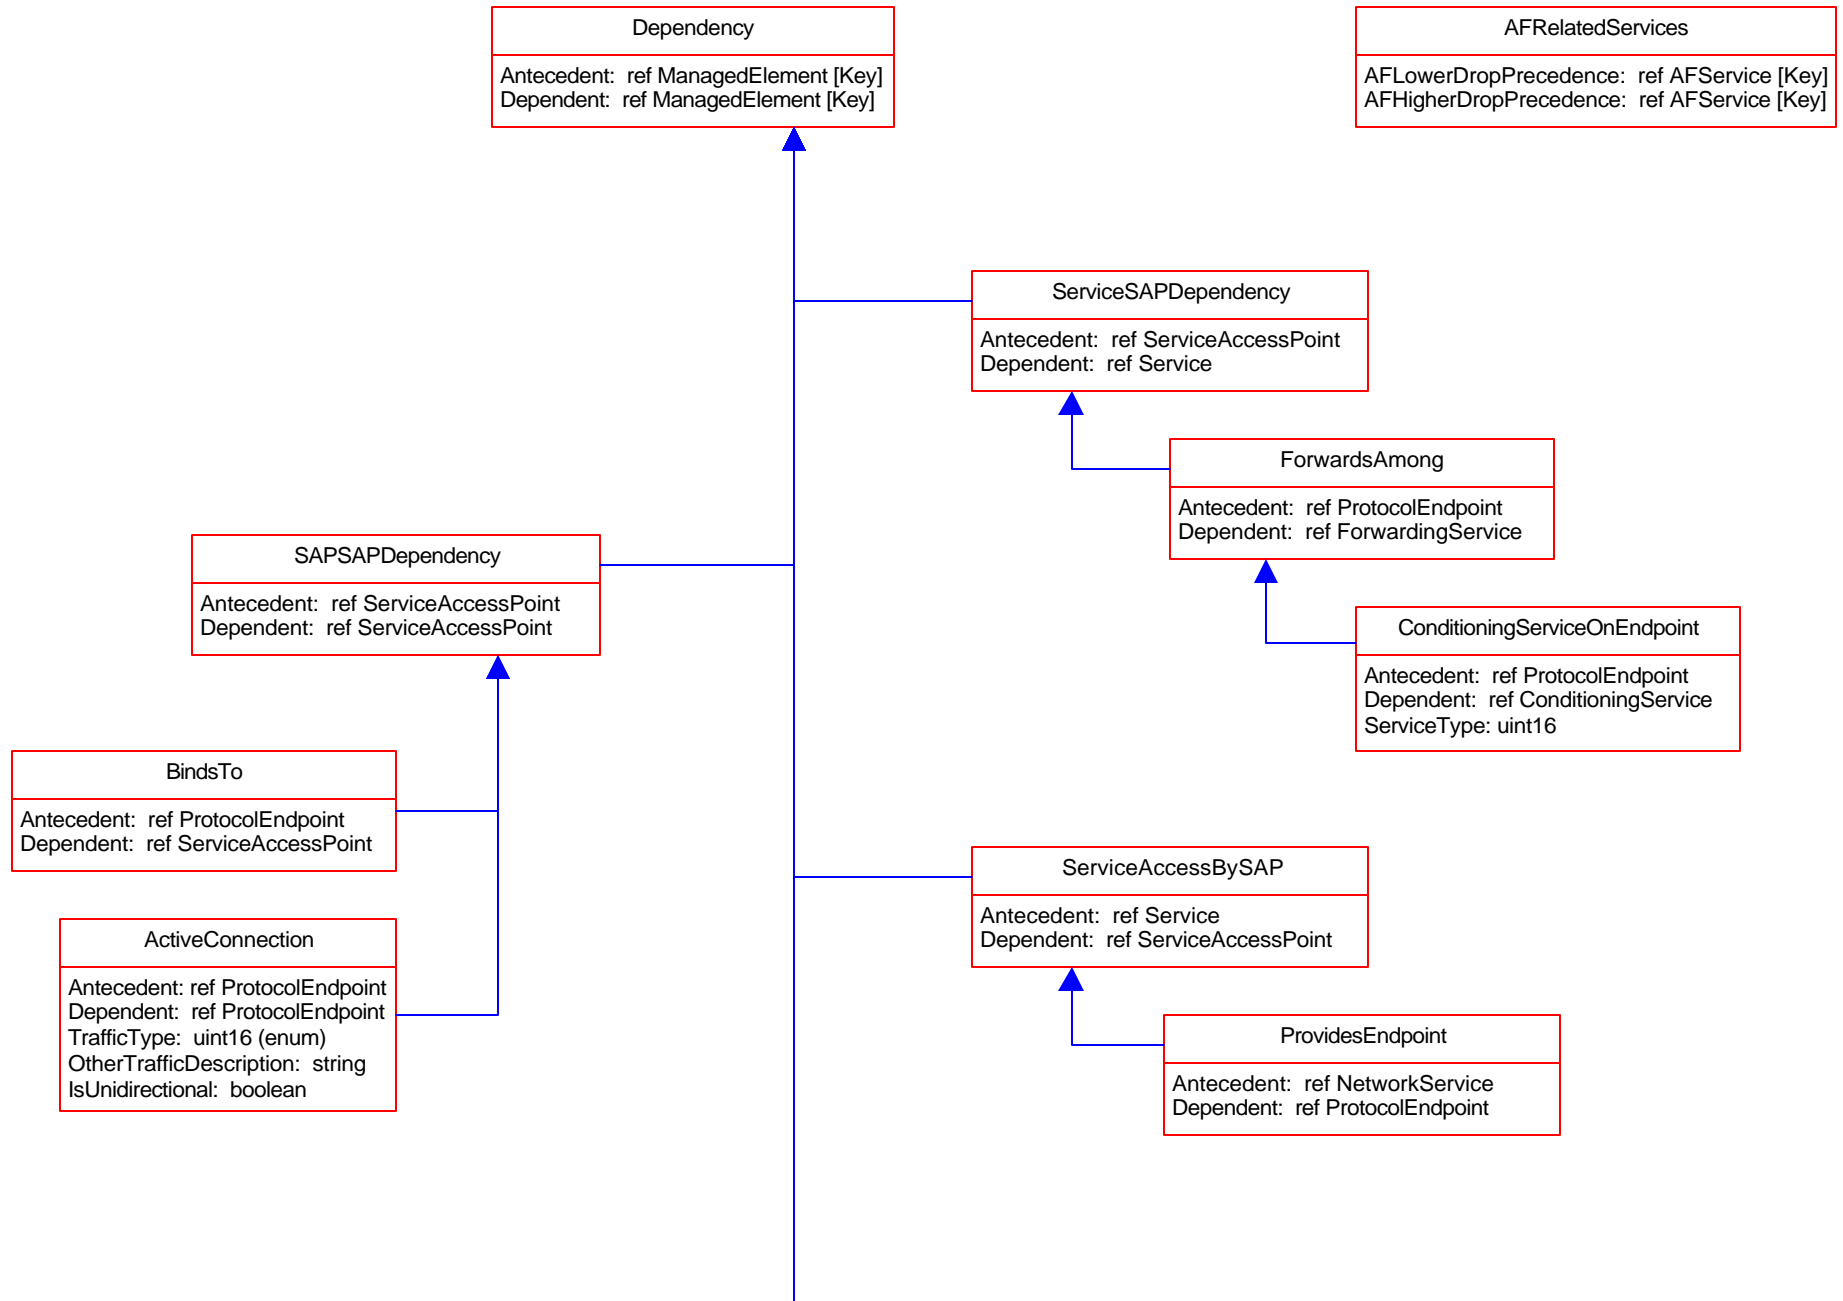 Dependency
Antecedent: ref ManagedElement [Key]
Dependent: ref ManagedElement [Key]
AFRelatedServices
AFLowerDropPrecedence: ref AFService [Key]
AFHigherDropPrecedence: ref AFService [Key]
ServiceSAPDependency
Antecedent: ref ServiceAccessPoint
Dependent: ref Service
ForwardsAmong
Antecedent: ref ProtocolEndpoint
Dependent: ref ForwardingService
SAPSAPDependency
Antecedent: ref ServiceAccessPoint
Dependent: ref ServiceAccessPoint
ConditioningServiceOnEndpoint
Antecedent: ref ProtocolEndpoint
Dependent: ref ConditioningService
ServiceType: uint16
BindsTo
Antecedent: ref ProtocolEndpoint
Dependent: ref ServiceAccessPoint
ServiceAccessBySAP
Antecedent: ref Service
Dependent: ref ServiceAccessPoint
ActiveConnection
Antecedent: ref ProtocolEndpoint
Dependent: ref ProtocolEndpoint
TrafficType: uint16 (enum)
OtherTrafficDescription: string
IsUnidirectional: boolean
ProvidesEndpoint
Antecedent: ref NetworkService
Dependent: ref ProtocolEndpoint